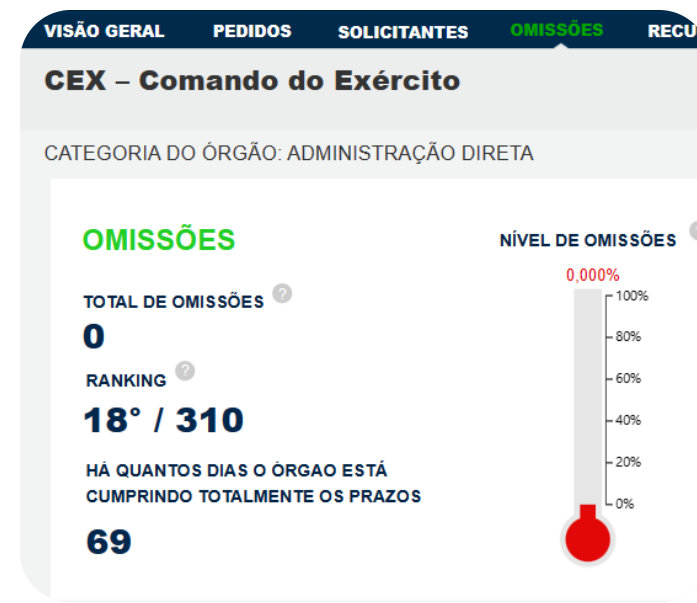 VISÃO GERAL PEDIDOS SOLICITANTES OMISSÕES RECU
CEX – Comando do Exército
CATEGORIA DO ÓRGÃO: ADMINISTRAÇÃO DIRETA
OMISSÕES
NÍVEL DE OMISSÕES
TOTAL DE OMISSÕES ?
0
RANKING ?
18° / 310
HÁ QUANTOS DIAS O ÓRGAO ESTÁ
CUMPRINDO TOTALMENTE OS PRAZOS
69
0,000%
100%
80%
60%
40%
20%
0%